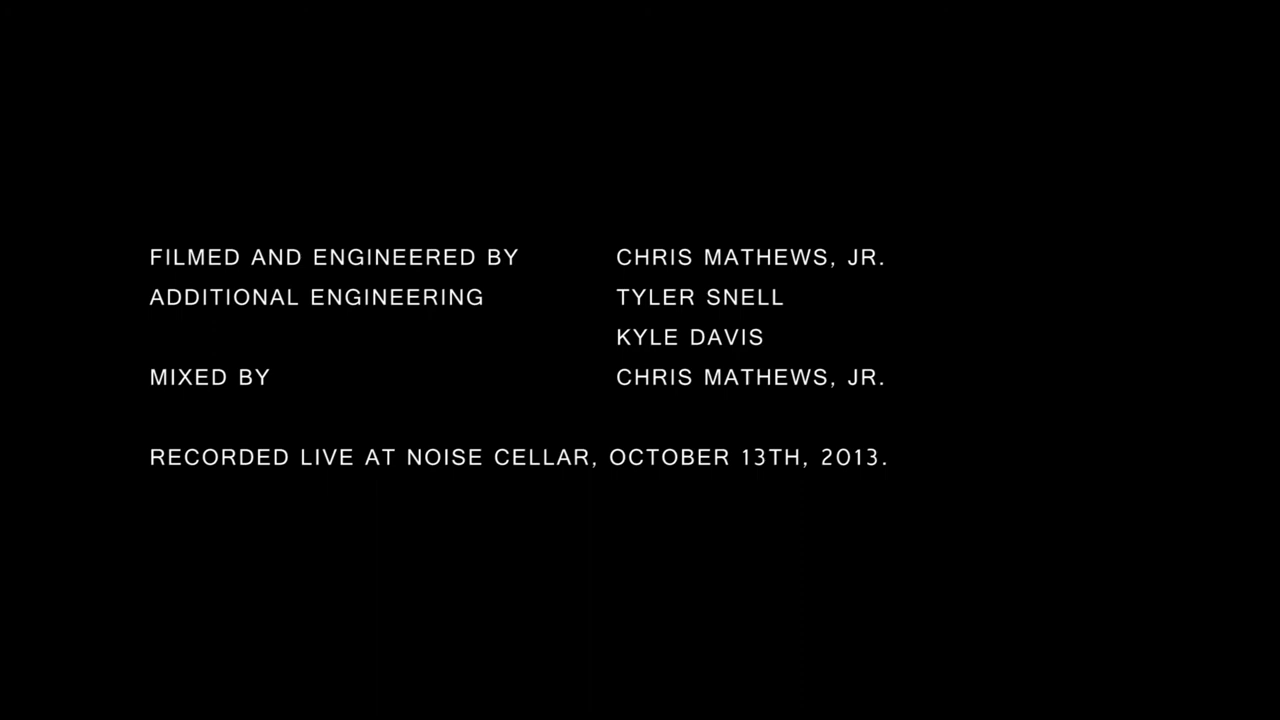 FILMED AND ENGINEERED BY CHRIS MATHEWS, JR.
ADDITIONAL ENGINEERING TYLER SNELL
KYLE DAVIS
MIXED BY CHRIS MATHEWS, JR.
RECORDED LIVE AT NOISE CELLAR, OCTOBER 13TH, 2013.